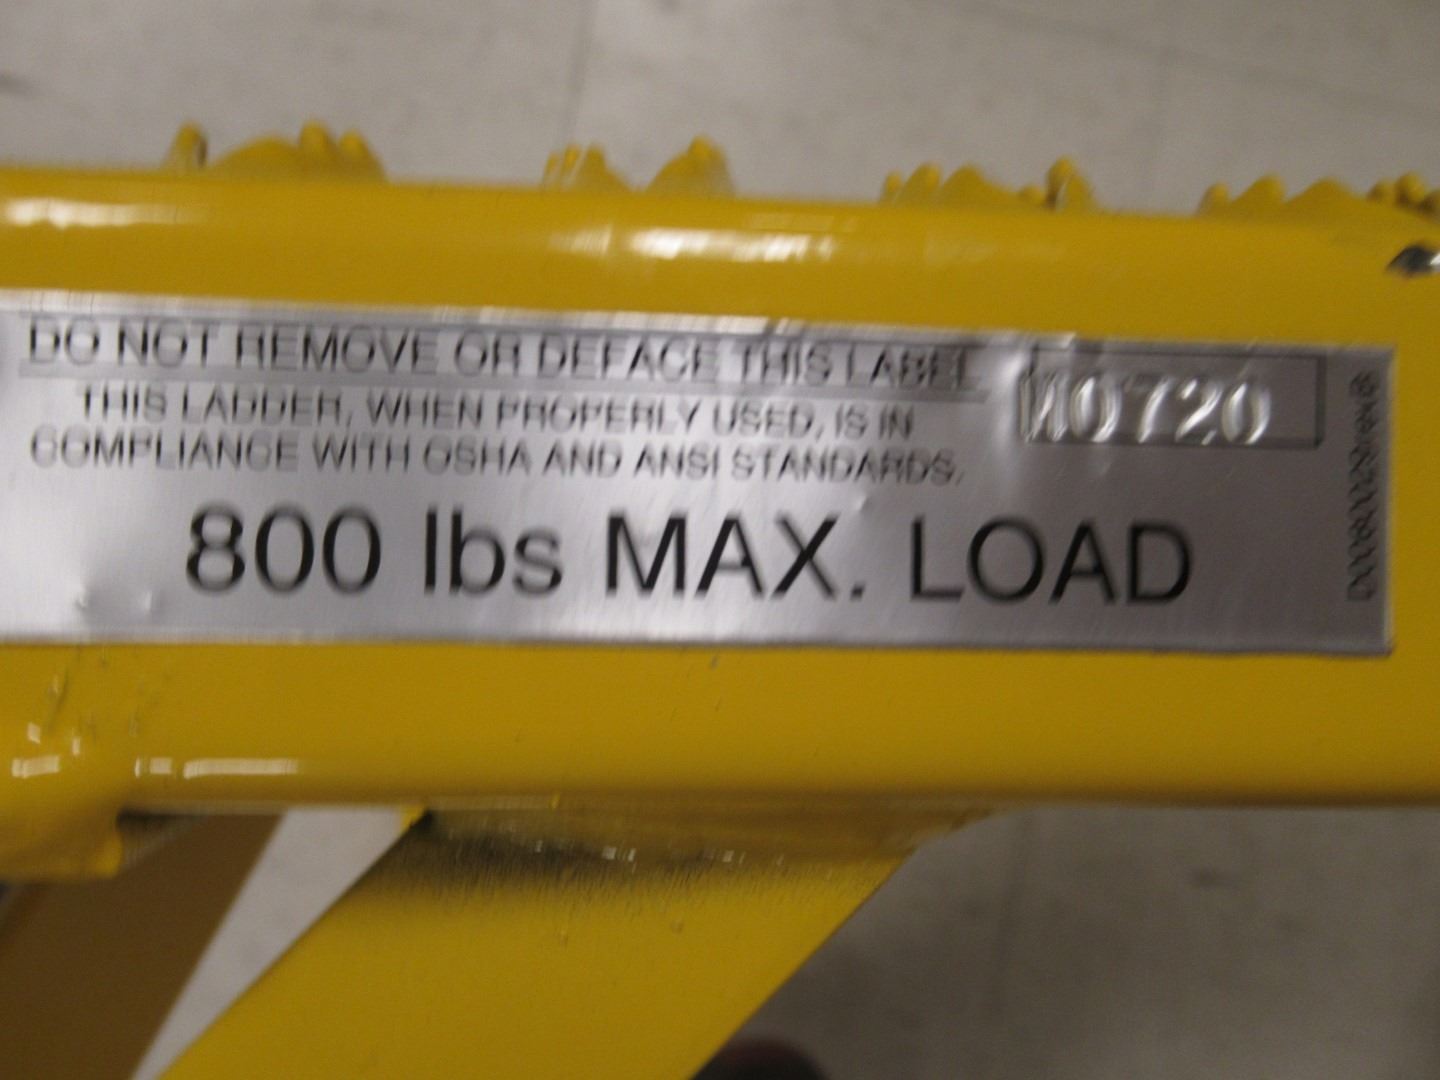 DO NOT REMOVE OR DEFACE THIS LABEL
THIS LADDER, WHEN PROPERLY USED, IS IN
COMPLIANCE WITH OSHA AND ANSI STANDARDS.
800 lbs MAX. LOAD